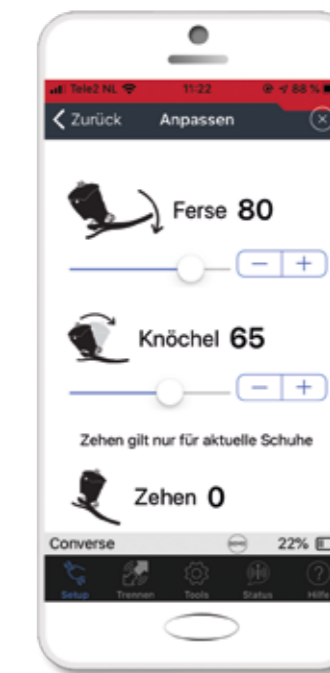 Tele2 NL 11:22 88 %
Zurück Anpassen
Ferse 80
− +
Knöchel 65
− +
Zehen gilt nur für aktuelle Schuhe
Zehen 0
Converse 22%
Setup Trennen Tools Status Hilfe